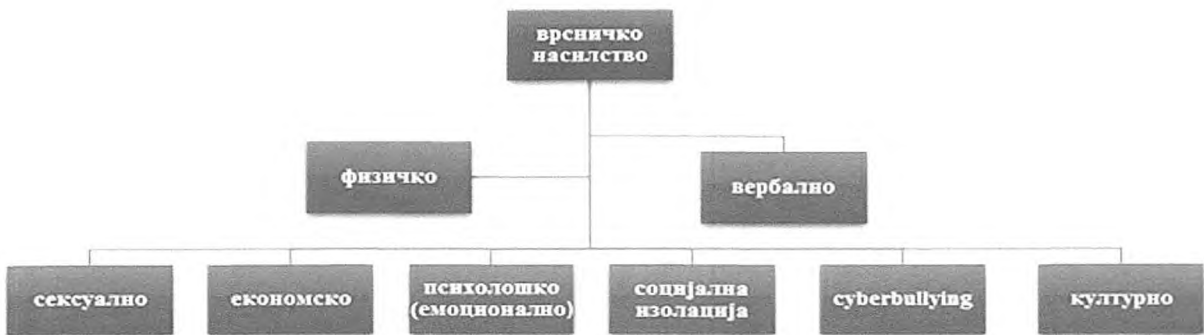 врсничко
насилство
физичко
вербално
сексуално
економско
психолошко
(емоционално)
социјална
изолација
cyberbullying
културно